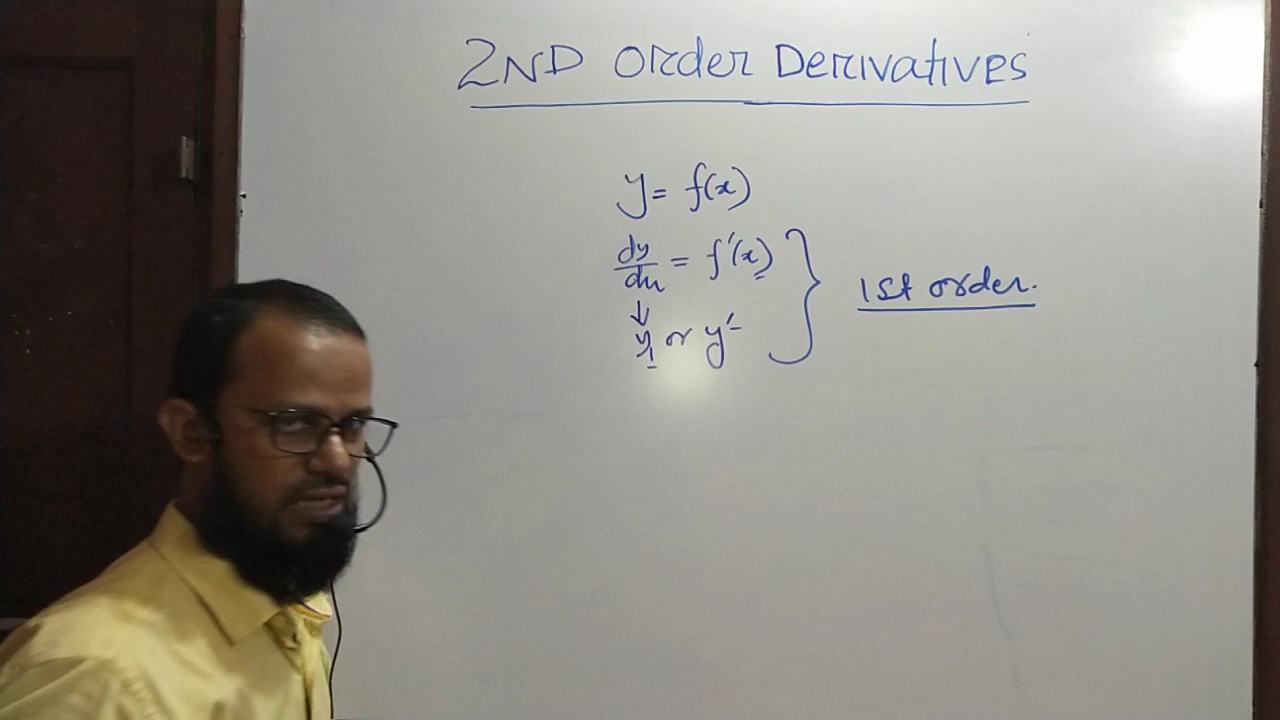 2ND Order Derivatives
y = f(x)
dy/dx = f'(x)
1st order.
↓
y₁ or y'